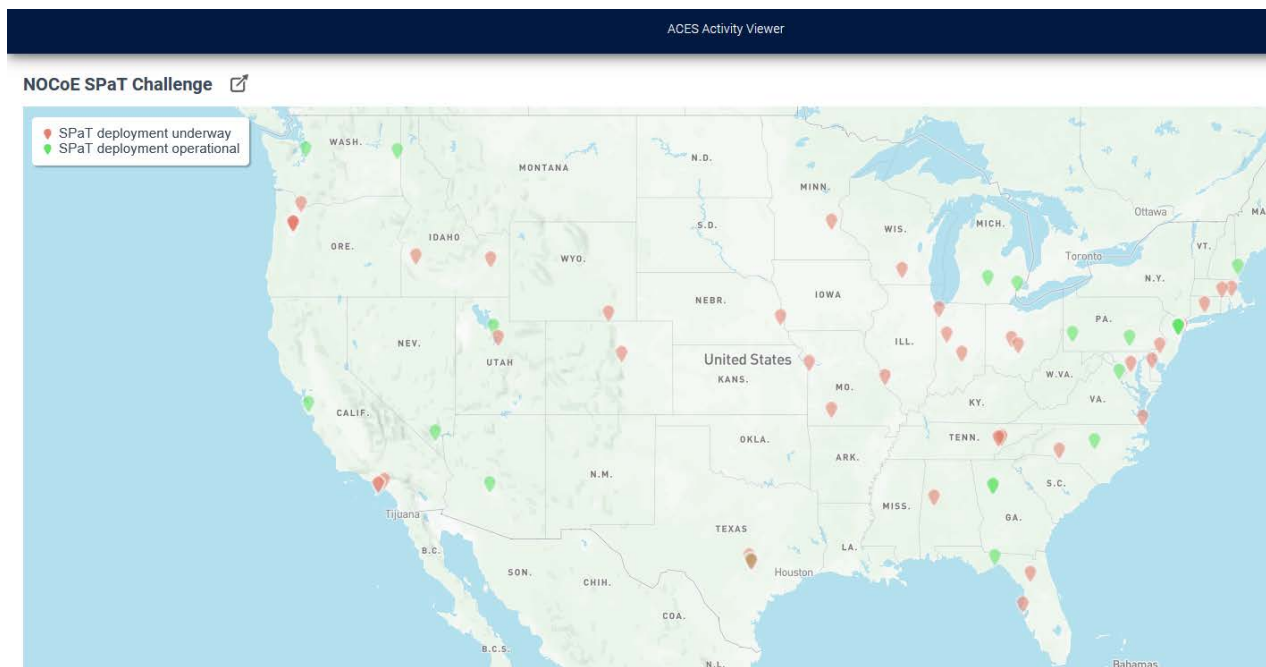 ACES Activity Viewer
NOCoE SPaT Challenge
SPaT deployment underway
SPaT deployment operational
WASH.
MONTANA
N.D.
MINN.
Ottawa
MA
ORE.
IDAHO
WYO.
S.D.
WIS.
MICH.
Toronto
VT.
N.Y.
NEBR.
IOWA
NEV.
UTAH
United States
KANS.
ILL.
PA.
MO.
W.VA.
VA.
KY.
CALIF.
OKLA.
TENN.
ARK.
N.M.
MISS.
S.C.
GA.
Tijuana
TEXAS
LA.
Houston
B.C.
SON.
CHIH.
COA.
B.C.S.
N.L.
Bahamas